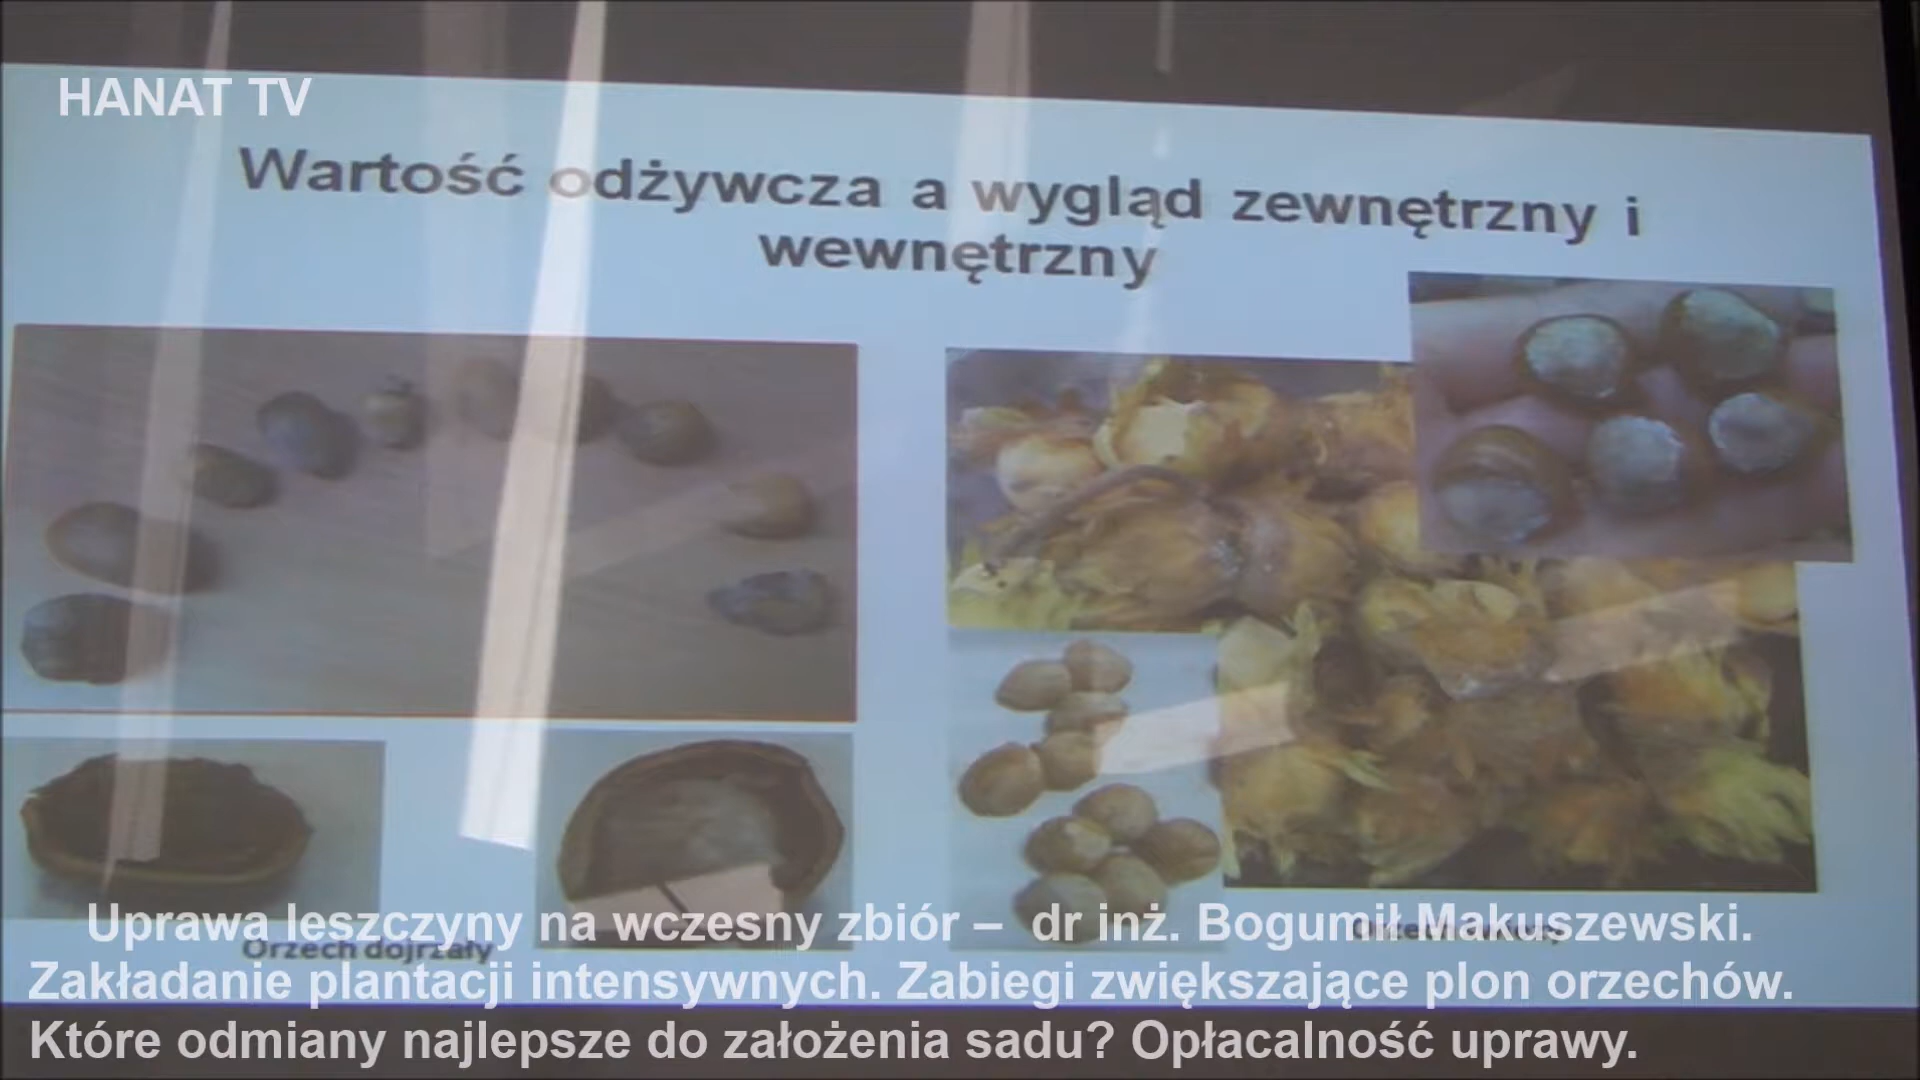 HANAT TV
Wartość odżywcza a wygląd zewnętrzny i
wewnętrzny
Orzech dojrzały
Orzech
Uprawa leszczyny na wczesny zbiór – dr inż. Bogumił Makuszewski.
Zakładanie plantacji intensywnych. Zabiegi zwiększające plon orzechów.
Które odmiany najlepsze do założenia sadu? Opłacalność uprawy.